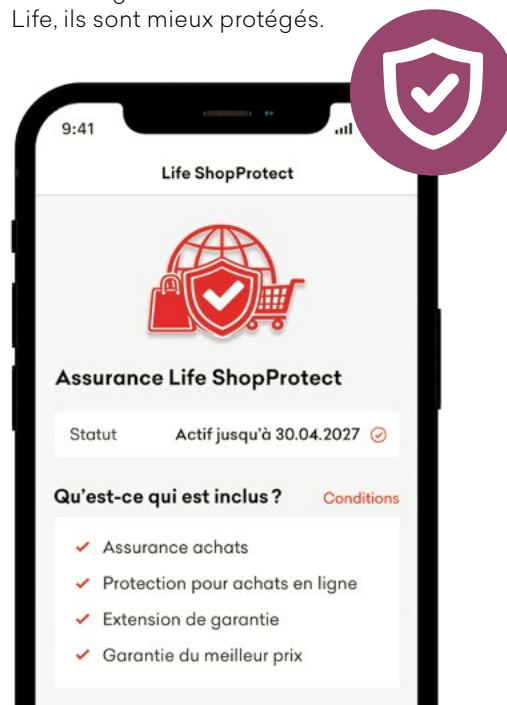 Life, ils sont mieux protégés.
9:41
Life ShopProtect
Assurance Life ShopProtect
Statut Actif jusqu'à 30.04.2027
Qu'est-ce qui est inclus ? Conditions
Assurance achats
Protection pour achats en ligne
Extension de garantie
Garantie du meilleur prix